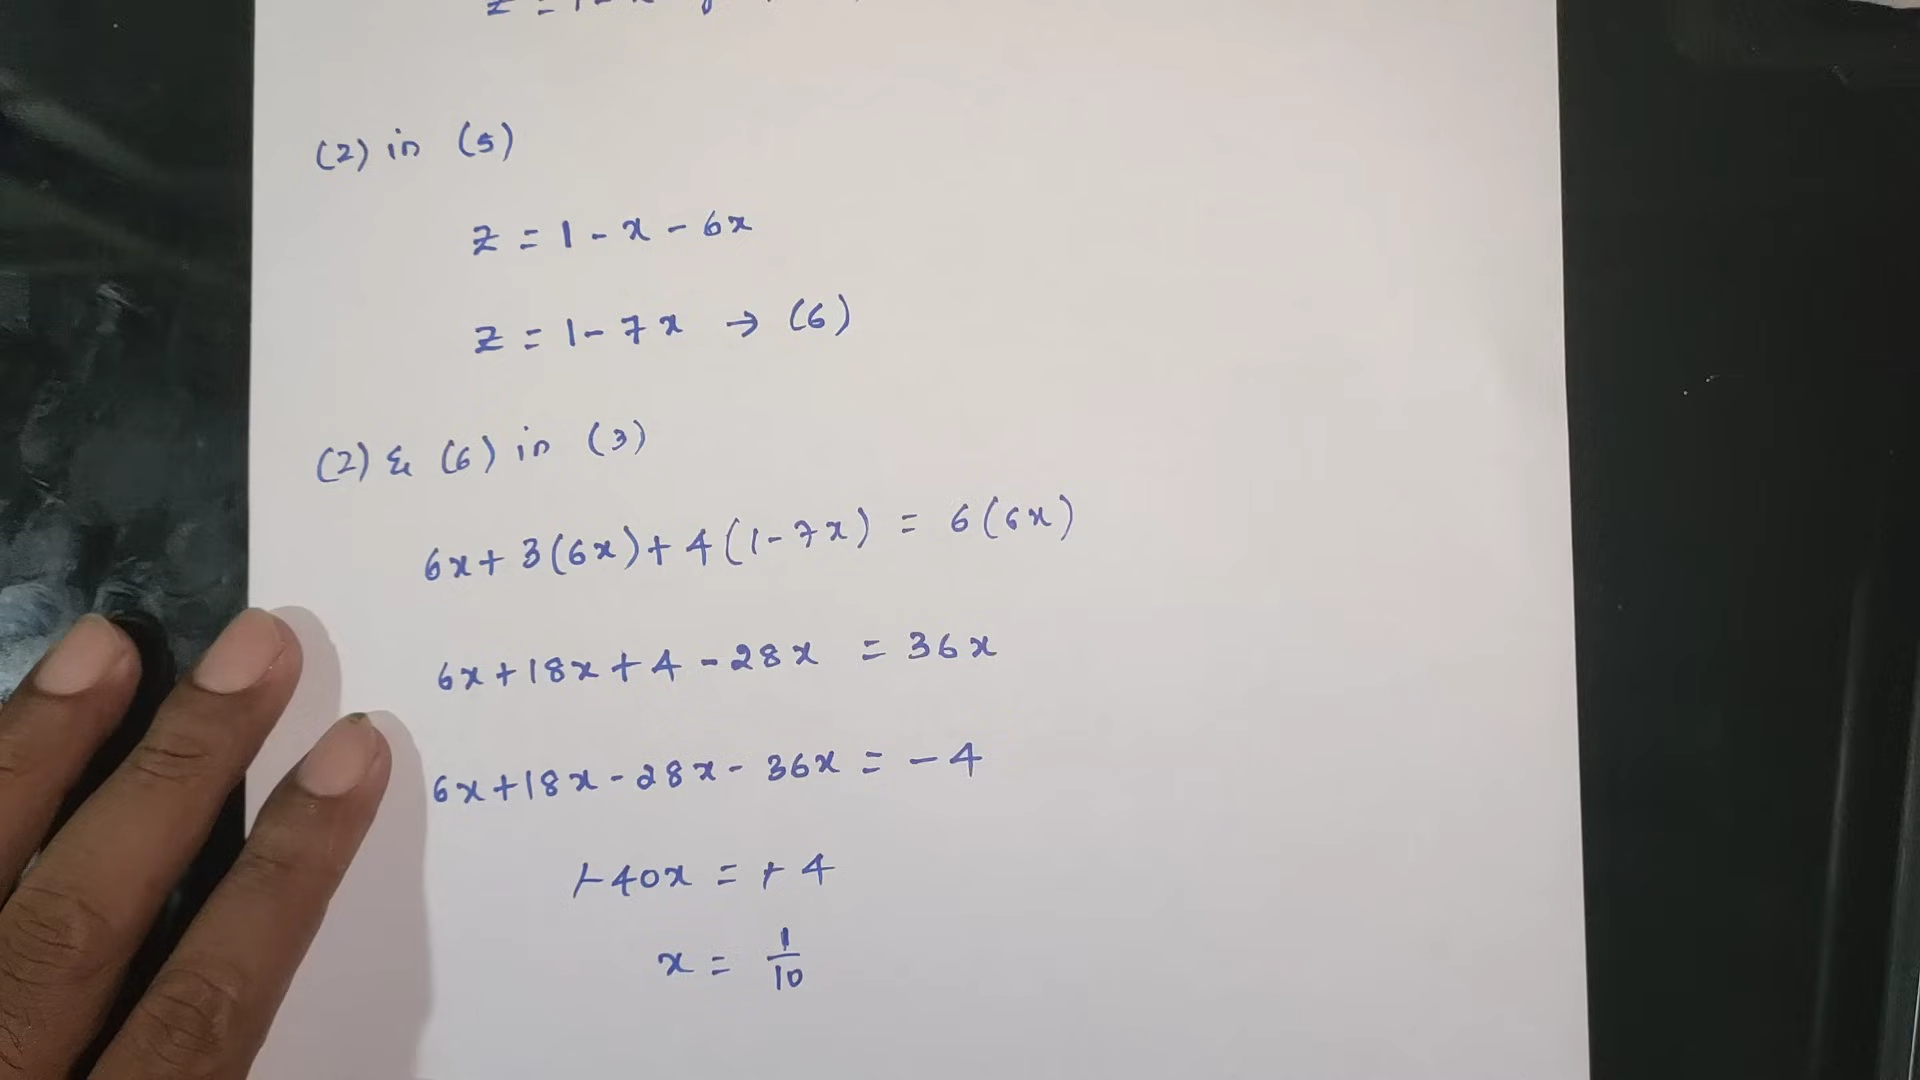 (2) in (5)
z = 1 - x - 6x
z = 1 - 7x → (6)
(2) & (6) in (3)
6x + 3(6x) + 4(1 - 7x) = 6(6x)
6x + 18x + 4 - 28x = 36x
6x + 18x - 28x - 36x = - 4
+ 40x = + 4
x = 1/10